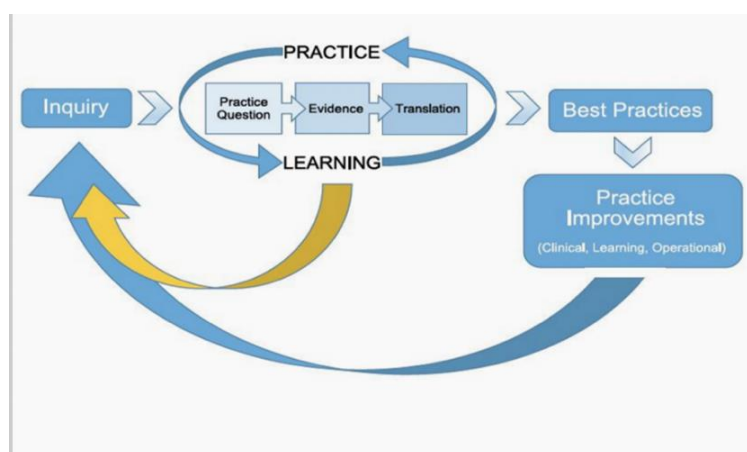 PRACTICE
Inquiry
Practice
Question
Evidence
Translation
LEARNING
Best Practices
Practice
Improvements
(Clinical, Learning, Operational)